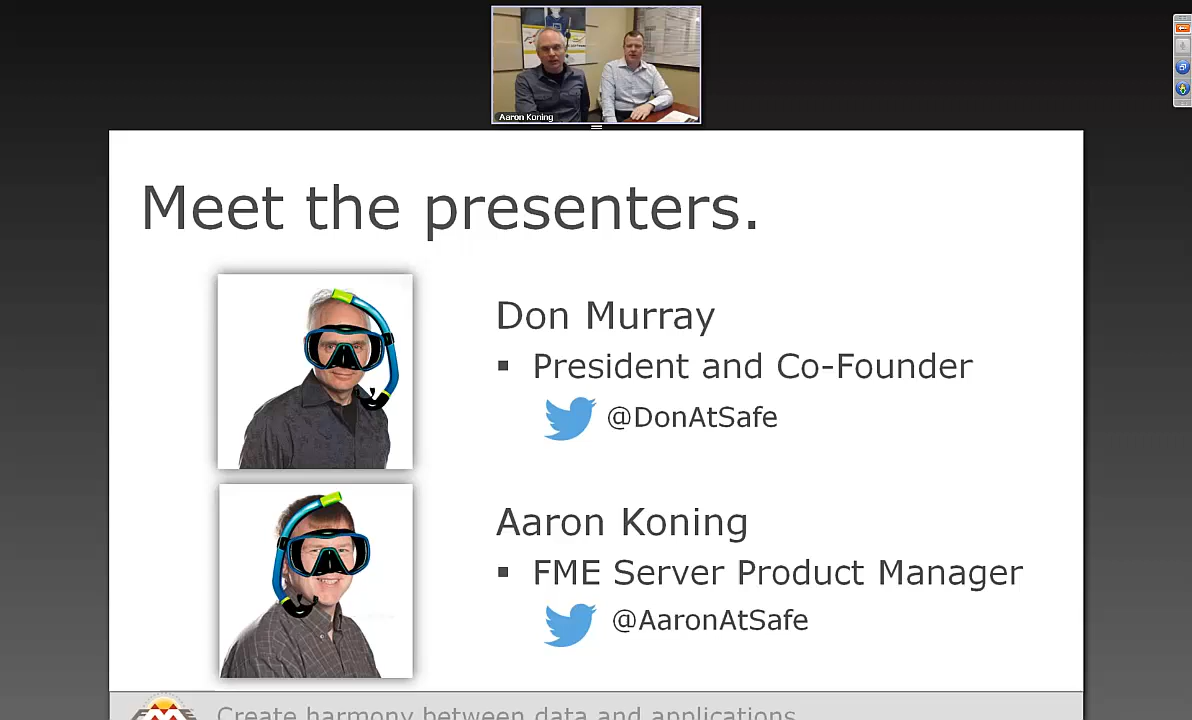 Aaron Koning
Meet the presenters.
Don Murray
▪ President and Co-Founder
@DonAtSafe
Aaron Koning
▪ FME Server Product Manager
@AaronAtSafe
FME
Create harmony between data and applications